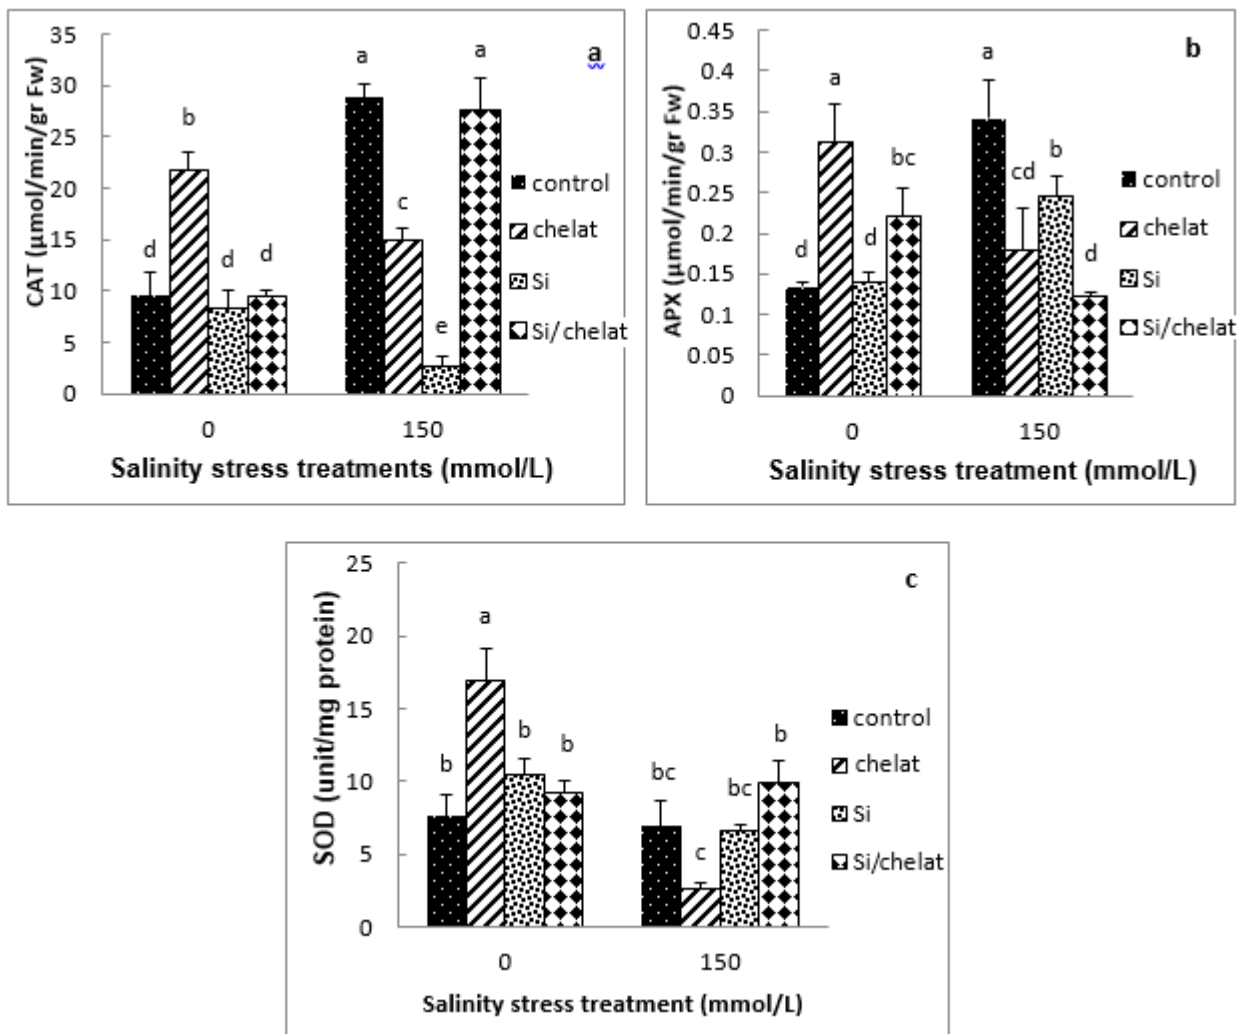 a
CAT (µmol/min/gr Fw)
35
30
25
20
15
10
5
0
d
b
d
d
a
c
e
a
control
chelat
Si
Si/chelat
0
150
Salinity stress treatments (mmol/L)
b
APX (µmol/min/gr Fw)
0.45
0.4
0.35
0.3
0.25
0.2
0.15
0.1
0.05
0
d
a
d
bc
a
cd
b
d
control
chelat
Si
Si/chelat
0
150
Salinity stress treatment (mmol/L)
c
SOD (unit/mg protein)
25
20
15
10
5
0
b
a
b
b
bc
c
bc
b
control
chelat
Si
Si/chelat
0
150
Salinity stress treatment (mmol/L)